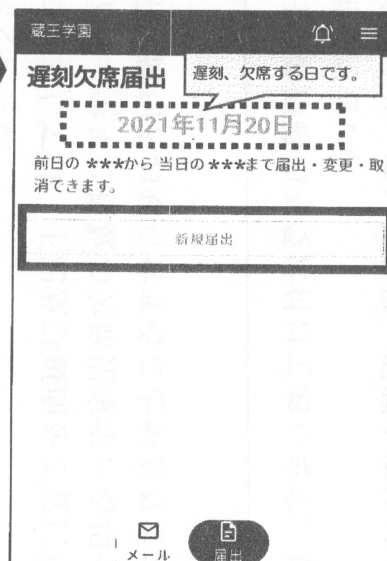 蔵王学園
遅刻欠席届出
遅刻、欠席する日です。
2021年11月20日
前日の ***から 当日の ***まで届出・変更・取
消できます。
新規届出
メール
届出